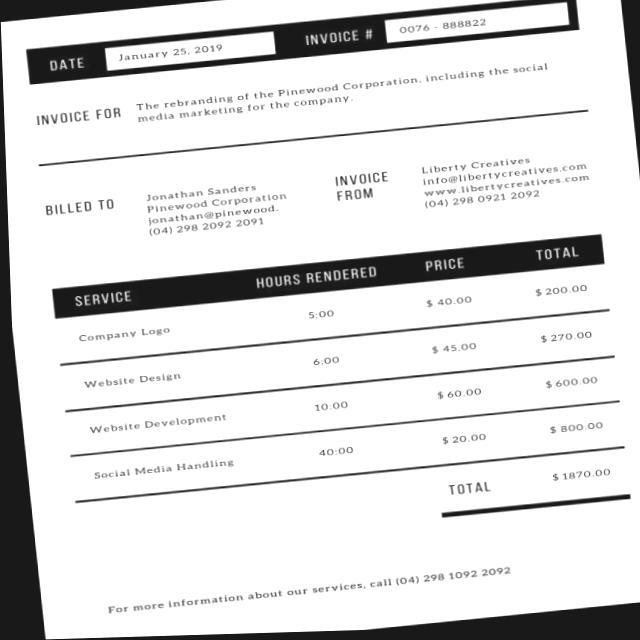 DATE January 25, 2019 INVOICE # 0076 - 888822
INVOICE FOR The rebranding of the Pinewood Corporation, including the social
media marketing for the company.
BILLED TO
Jonathan Sanders
Pinewood Corporation
jonathan@pinewood.
(04) 298 2092 2091
INVOICE
FROM
Liberty Creatives
info@libertycreatives.com
www.libertycreatives.com
(04) 298 0921 2092
SERVICE HOURS RENDERED PRICE TOTAL
Company Logo 5:00 $ 40.00 $ 200.00
Website Design 6:00 $ 45.00 $ 270.00
Website Development 10:00 $ 60.00 $ 600.00
Social Media Handling 40:00 $ 20.00 $ 800.00
TOTAL $ 1870.00
For more information about our services, call (04) 298 1092 2092